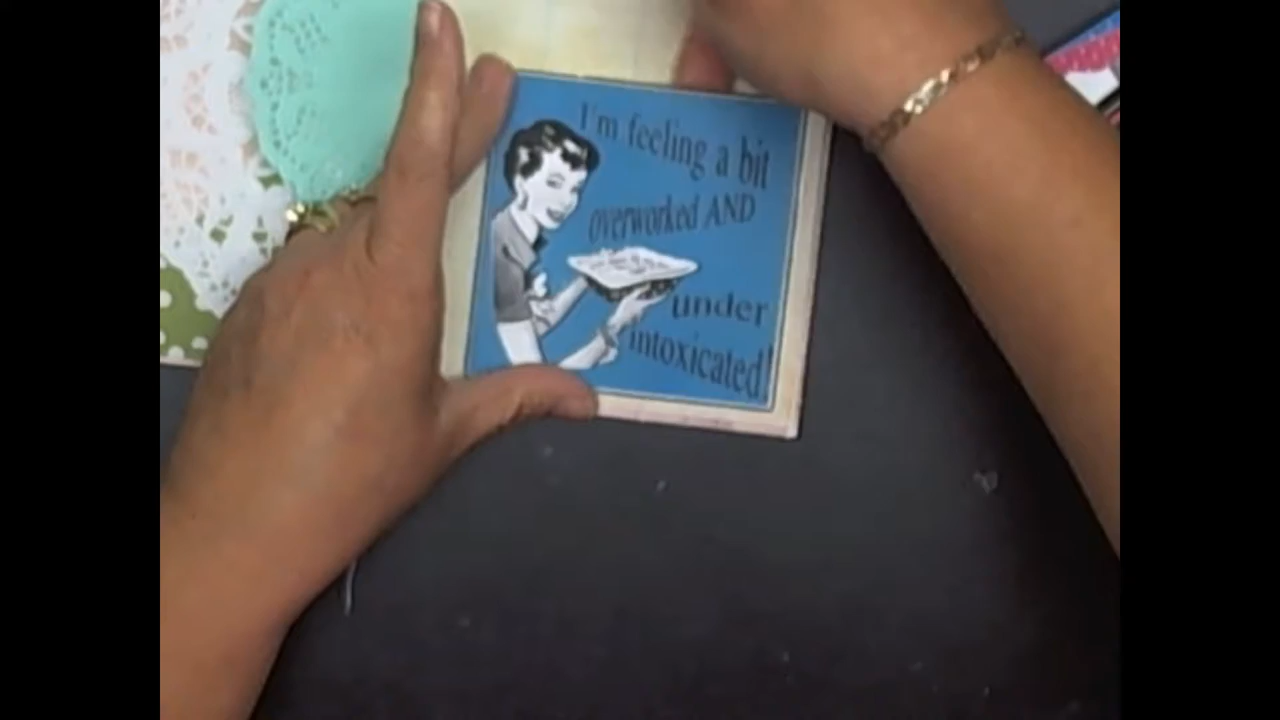 I'm feeling a bit
overworked AND
under
intoxicated!